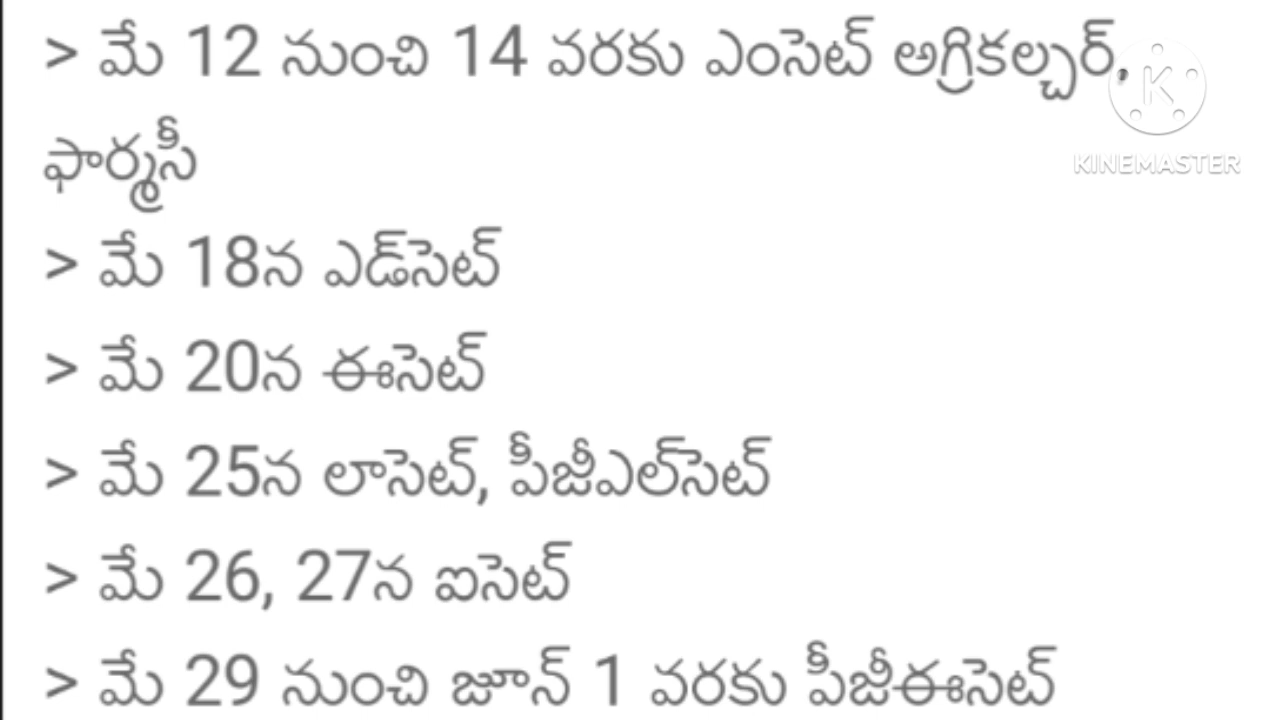 > మే 12 నుంచి 14 వరకు ఎంసెట్ అగ్రికల్చర్,
ఫార్మసీ
> మే 18న ఎడ్‌సెట్
> మే 20న ఈసెట్
> మే 25న లాసెట్, పీజీఎల్‌సెట్
> మే 26, 27న ఐసెట్
> మే 29 నుంచి జూన్ 1 వరకు పీజీఈసెట్
K
KINEMASTER